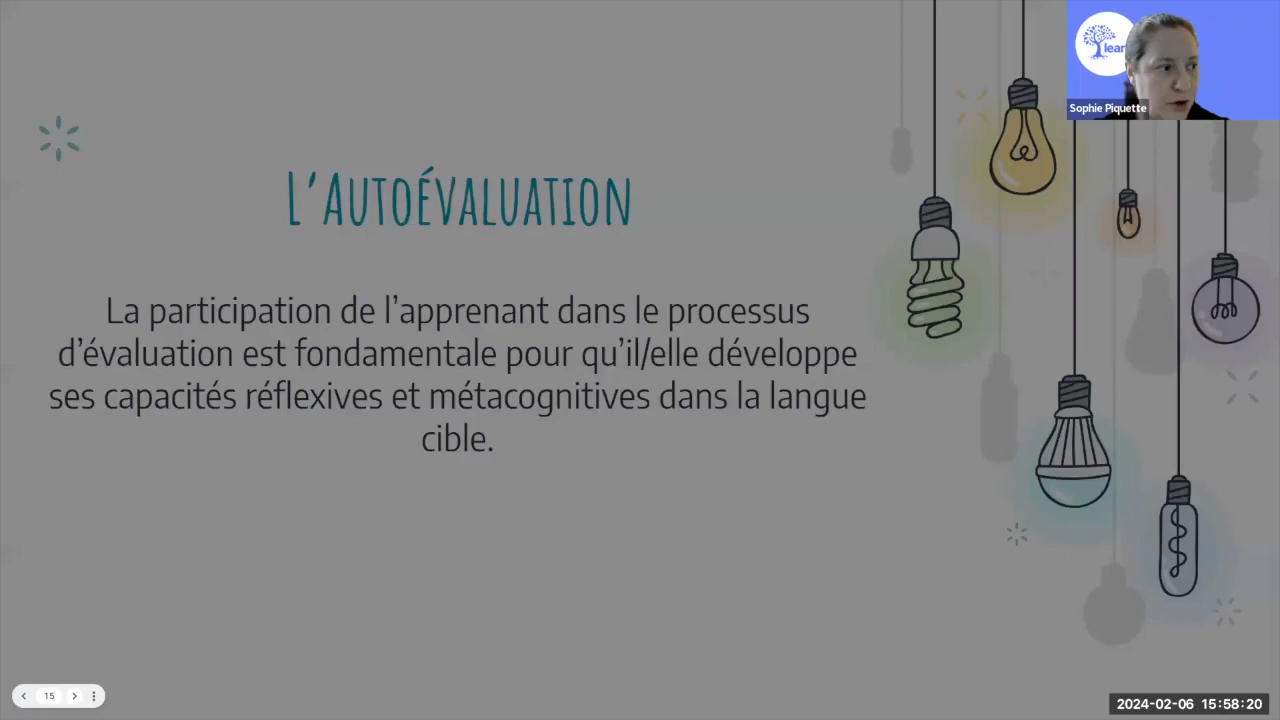 L'Autoévaluation
La participation de l'apprenant dans le processus
d'évaluation est fondamentale pour qu'il/elle développe
ses capacités réflexives et métacognitives dans la langue
cible.
lear
Sophie Piquette
15
2024-02-06 15:58:20